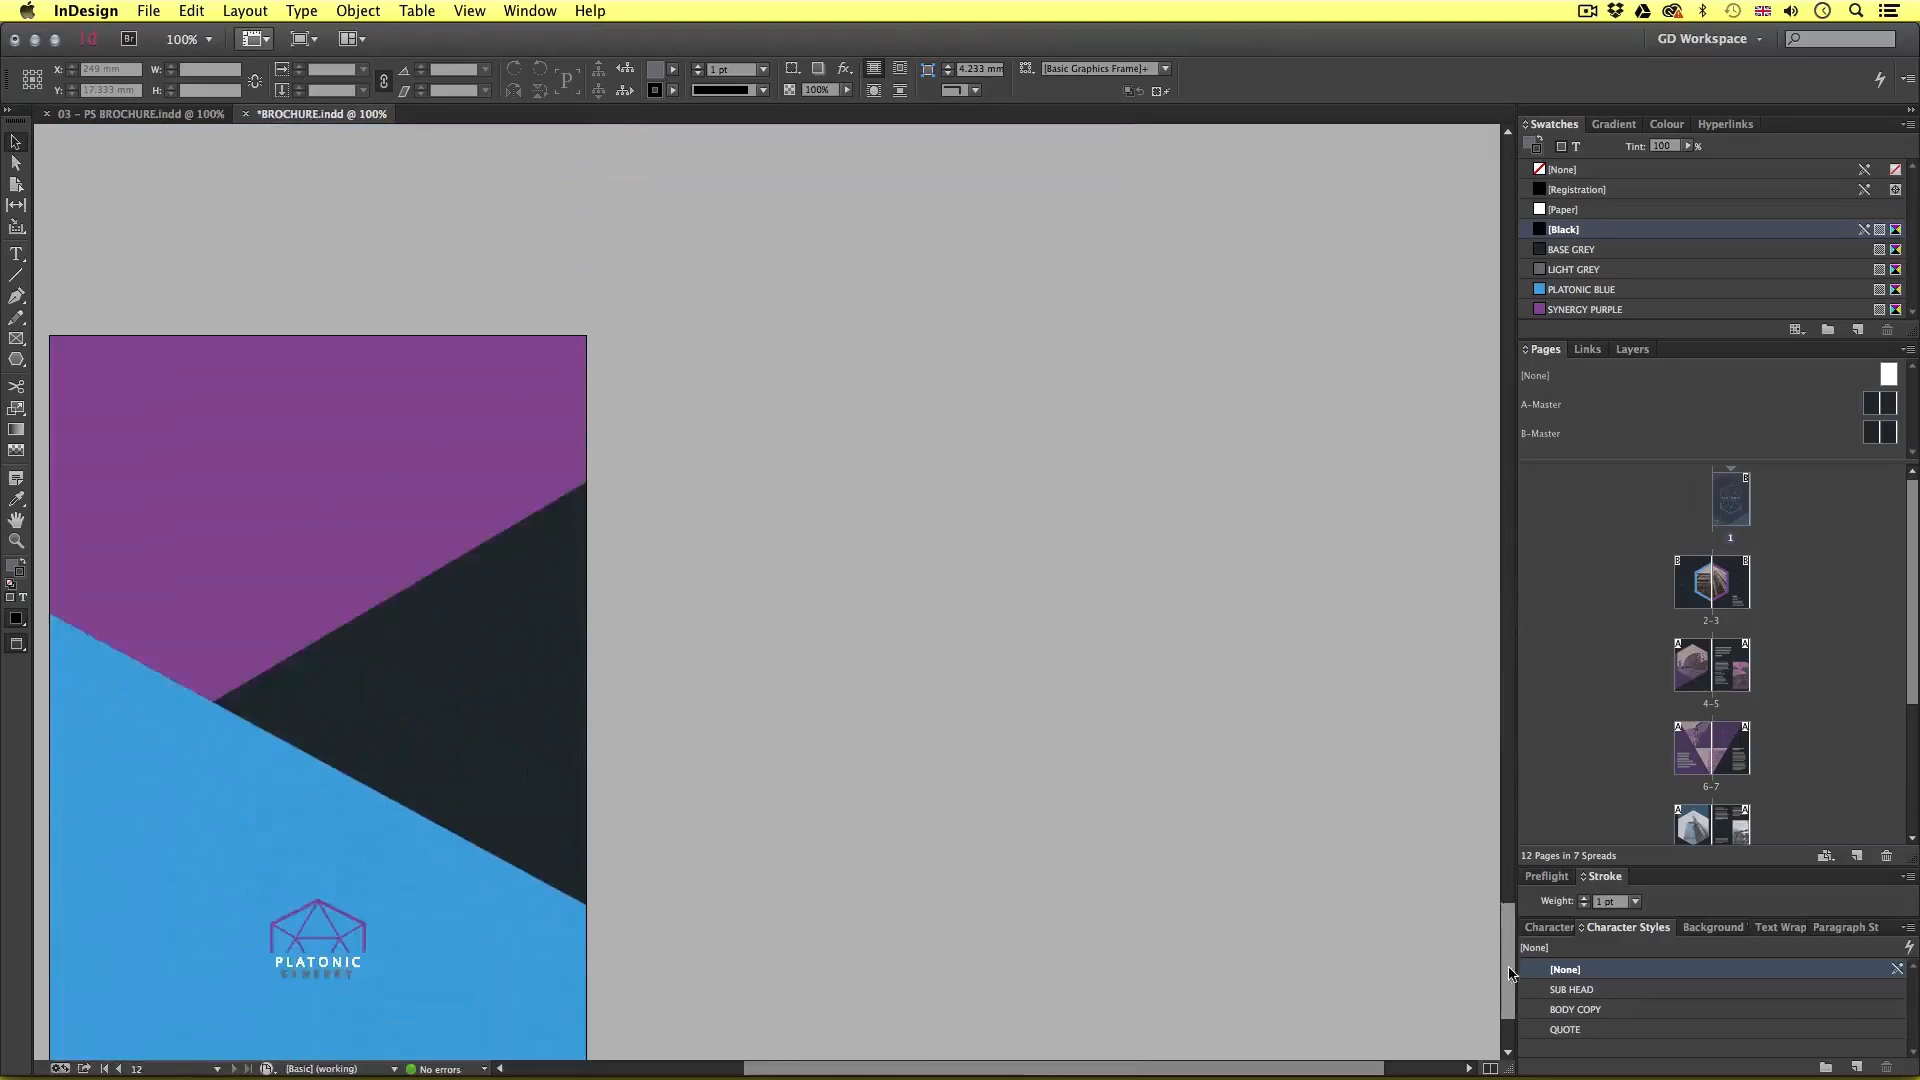 InDesign File Edit Layout Type Object Table View Window Help
Id Br 100% GD Workspace
X: 249 mm W: P 1 pt fx 4.233 mm [Basic Graphics Frame]+
Y: 17.333 mm H: 100%
03 – PS BROCHURE.indd @ 100% *BROCHURE.indd @ 100%
Swatches Gradient Colour Hyperlinks
T Tint: 100 %
[None]
[Registration]
[Paper]
[Black]
BASE GREY
LIGHT GREY
PLATONIC BLUE
SYNERGY PURPLE
Pages Links Layers
[None]
A-Master
B-Master
B
1
B B
2-3
A A
4-5
A A
6-7
A A
12 Pages in 7 Spreads
Preflight Stroke
Weight: 1 pt
Character Character Styles Background Text Wrap Paragraph St
[None]
[None]
SUB HEAD
BODY COPY
QUOTE
PLATONIC
SYNERGY
12 [Basic] (working) No errors